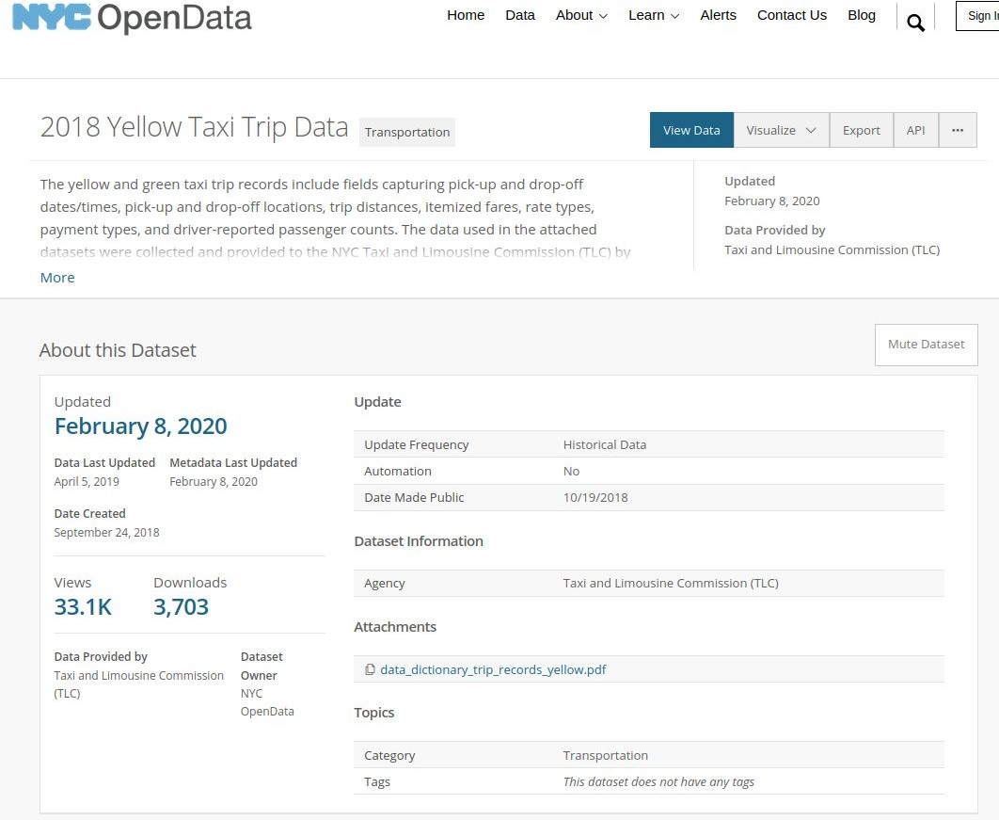 NYC OpenData
Home Data About Learn Alerts Contact Us Blog
2018 Yellow Taxi Trip Data Transportation
View Data Visualize Export API ...
The yellow and green taxi trip records include fields capturing pick-up and drop-off
dates/times, pick-up and drop-off locations, trip distances, itemized fares, rate types,
payment types, and driver-reported passenger counts. The data used in the attached
datasets were collected and provided to the NYC Taxi and Limousine Commission (TLC) by
More
Updated
February 8, 2020
Data Provided by
Taxi and Limousine Commission (TLC)
About this Dataset
Mute Dataset
Updated
February 8, 2020
Data Last Updated Metadata Last Updated
April 5, 2019 February 8, 2020
Date Created
September 24, 2018
Views Downloads
33.1K 3,703
Data Provided by
Taxi and Limousine Commission
(TLC)
Dataset
Owner
NYC
OpenData
Update
Update Frequency Historical Data
Automation No
Date Made Public 10/19/2018
Dataset Information
Agency Taxi and Limousine Commission (TLC)
Attachments
data_dictionary_trip_records_yellow.pdf
Topics
Category Transportation
Tags This dataset does not have any tags